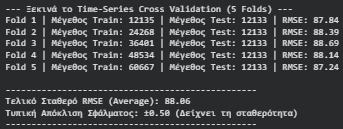 --- Ξεκινά το Time-Series Cross Validation (5 Folds) ---
Fold 1 | Μέγεθος Train: 12135 | Μέγεθος Test: 12133 | RMSE: 87.84
Fold 2 | Μέγεθος Train: 24268 | Μέγεθος Test: 12133 | RMSE: 88.39
Fold 3 | Μέγεθος Train: 36401 | Μέγεθος Test: 12133 | RMSE: 88.69
Fold 4 | Μέγεθος Train: 48534 | Μέγεθος Test: 12133 | RMSE: 88.14
Fold 5 | Μέγεθος Train: 60667 | Μέγεθος Test: 12133 | RMSE: 87.24
--------------------------------------------------
Τελικό Σταθερό RMSE (Average): 88.06
Τυπική Απόκλιση Σφάλματος: ±0.50 (Δείχνει τη σταθερότητα)
--------------------------------------------------